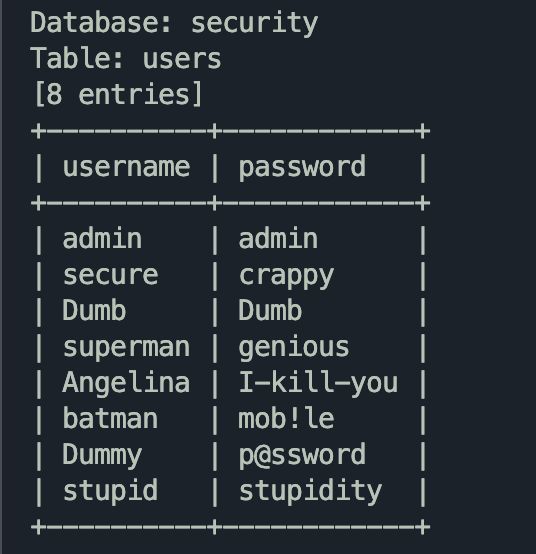 Database: security
Table: users
[8 entries]
+----------+------------+
| username | password   |
+----------+------------+
| admin    | admin      |
| secure   | crappy     |
| Dumb     | Dumb       |
| superman | genious    |
| Angelina | I-kill-you |
| batman   | mob!le     |
| Dummy    | p@ssword   |
| stupid   | stupidity  |
+----------+------------+